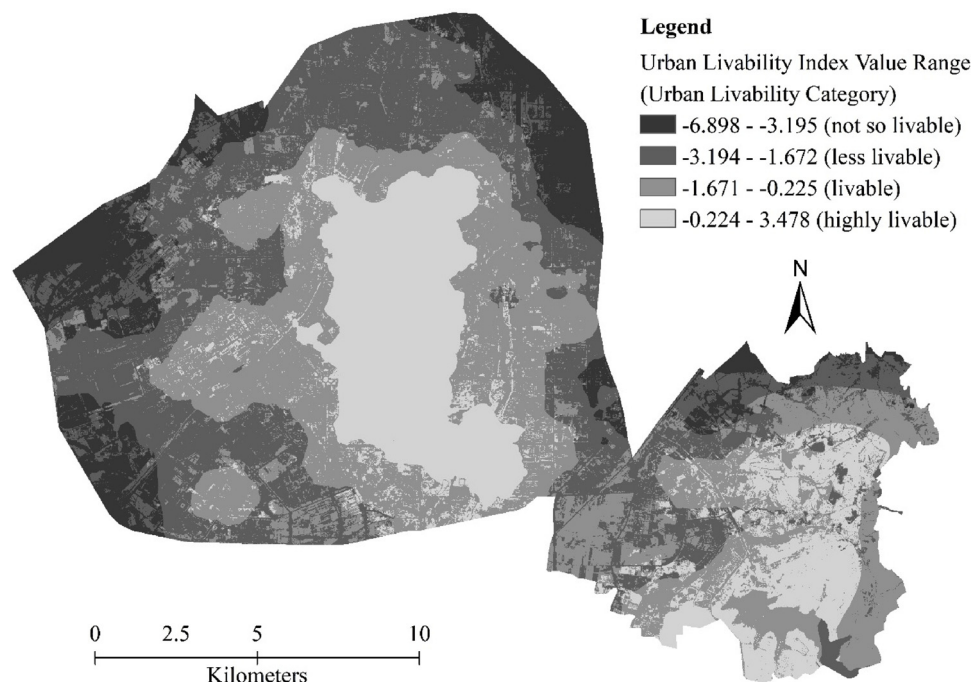 Legend
Urban Livability Index Value Range
(Urban Livability Category)
-6.898 - -3.195 (not so livable)
-3.194 - -1.672 (less livable)
-1.671 - -0.225 (livable)
-0.224 - 3.478 (highly livable)
N
0 2.5 5 10
Kilometers